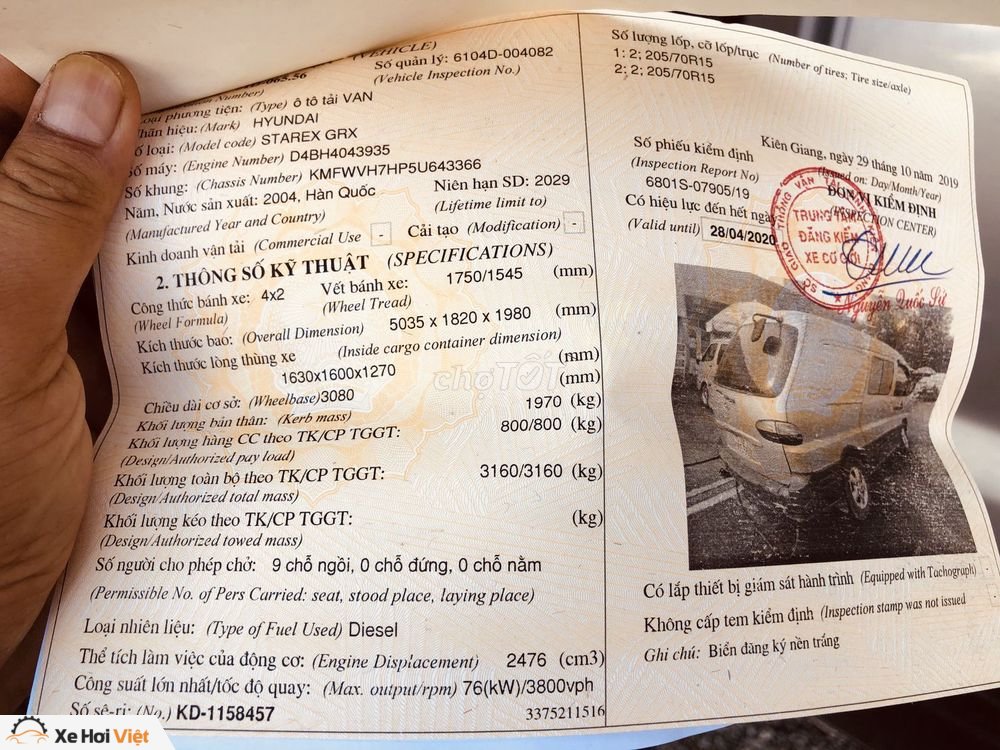 (VEHICLE)
065.56 Số quản lý: 6104D-004082
Number) (Vehicle Inspection No.)
phương tiện: (Type) ô tô tải VAN
Nhãn hiệu: (Mark) HYUNDAI
Số loại: (Model code) STAREX GRX
Số máy: (Engine Number) D4BH4043935
Số khung: (Chassis Number) KMFWVH7HP5U643366
Năm, Nước sản xuất: 2004, Hàn Quốc Niên hạn SD: 2029
(Manufactured Year and Country) (Lifetime limit to)
Kinh doanh vận tải (Commercial Use - Cải tạo (Modification) -
2. THÔNG SỐ KỸ THUẬT (SPECIFICATIONS)
Công thức bánh xe: 4x2 Vết bánh xe: 1750/1545 (mm)
(Wheel Formula) (Wheel Tread)
Kích thước bao: (Overall Dimension) 5035 x 1820 x 1980 (mm)
Kích thước lòng thùng xe (Inside cargo container dimension)
1630x1600x1270 (mm)
Chiều dài cơ sở: (Wheelbase) 3080 (mm)
Khối lượng bản thân: (Kerb mass) 1970 (kg)
Khối lượng hàng CC theo TK/CP TGGT: 800/800 (kg)
(Design/Authorized pay load)
Khối lượng toàn bộ theo TK/CP TGGT: 3160/3160 (kg)
(Design/Authorized total mass)
Khối lượng kéo theo TK/CP TGGT: (kg)
(Design/Authorized towed mass)
Số người cho phép chở: 9 chỗ ngồi, 0 chỗ đứng, 0 chỗ nằm
(Permissible No. of Pers Carried: seat, stood place, laying place)
Loại nhiên liệu: (Type of Fuel Used) Diesel
Thể tích làm việc của động cơ: (Engine Displacement) 2476 (cm3)
Công suất lớn nhất/tốc độ quay: (Max. output/rpm) 76(kW)/3800vph
Số sê-ri: (No.) KD-1158457 3375211516
Số lượng lốp, cỡ lốp/trục (Number of tires; Tire size/axle)
1: 2; 205/70R15
2: 2; 205/70R15
Số phiếu kiểm định
(Inspection Report No)
6801S-07905/19
Có hiệu lực đến hết ngày
(Valid until) 28/04/2020
Kiên Giang, ngày 29 tháng 10 năm 2019
(Issued on: Day/Month/Year)
ĐƠN VỊ KIỂM ĐỊNH
(INSPECTION CENTER)
SỞ GIAO THÔNG VẬN TẢI
TRUNG TÂM
ĐĂNG KIỂM
XE CƠ GIỚI
Nguyễn Quốc Sử
Có lắp thiết bị giám sát hành trình (Equipped with Tachograph)
Không cấp tem kiểm định (Inspection stamp was not issued
Ghi chú: Biển đăng ký nền trắng
chợTỐT
Xe Hơi Việt